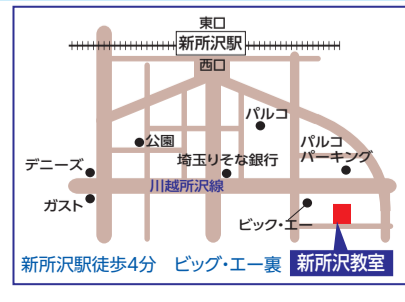 東口
新所沢駅
西口
パルコ
公園
パルコ
パーキング
埼玉りそな銀行
デニーズ
川越所沢線
ガスト
ビック・エー
新所沢駅徒歩4分 ビッグ・エー裏 新所沢教室